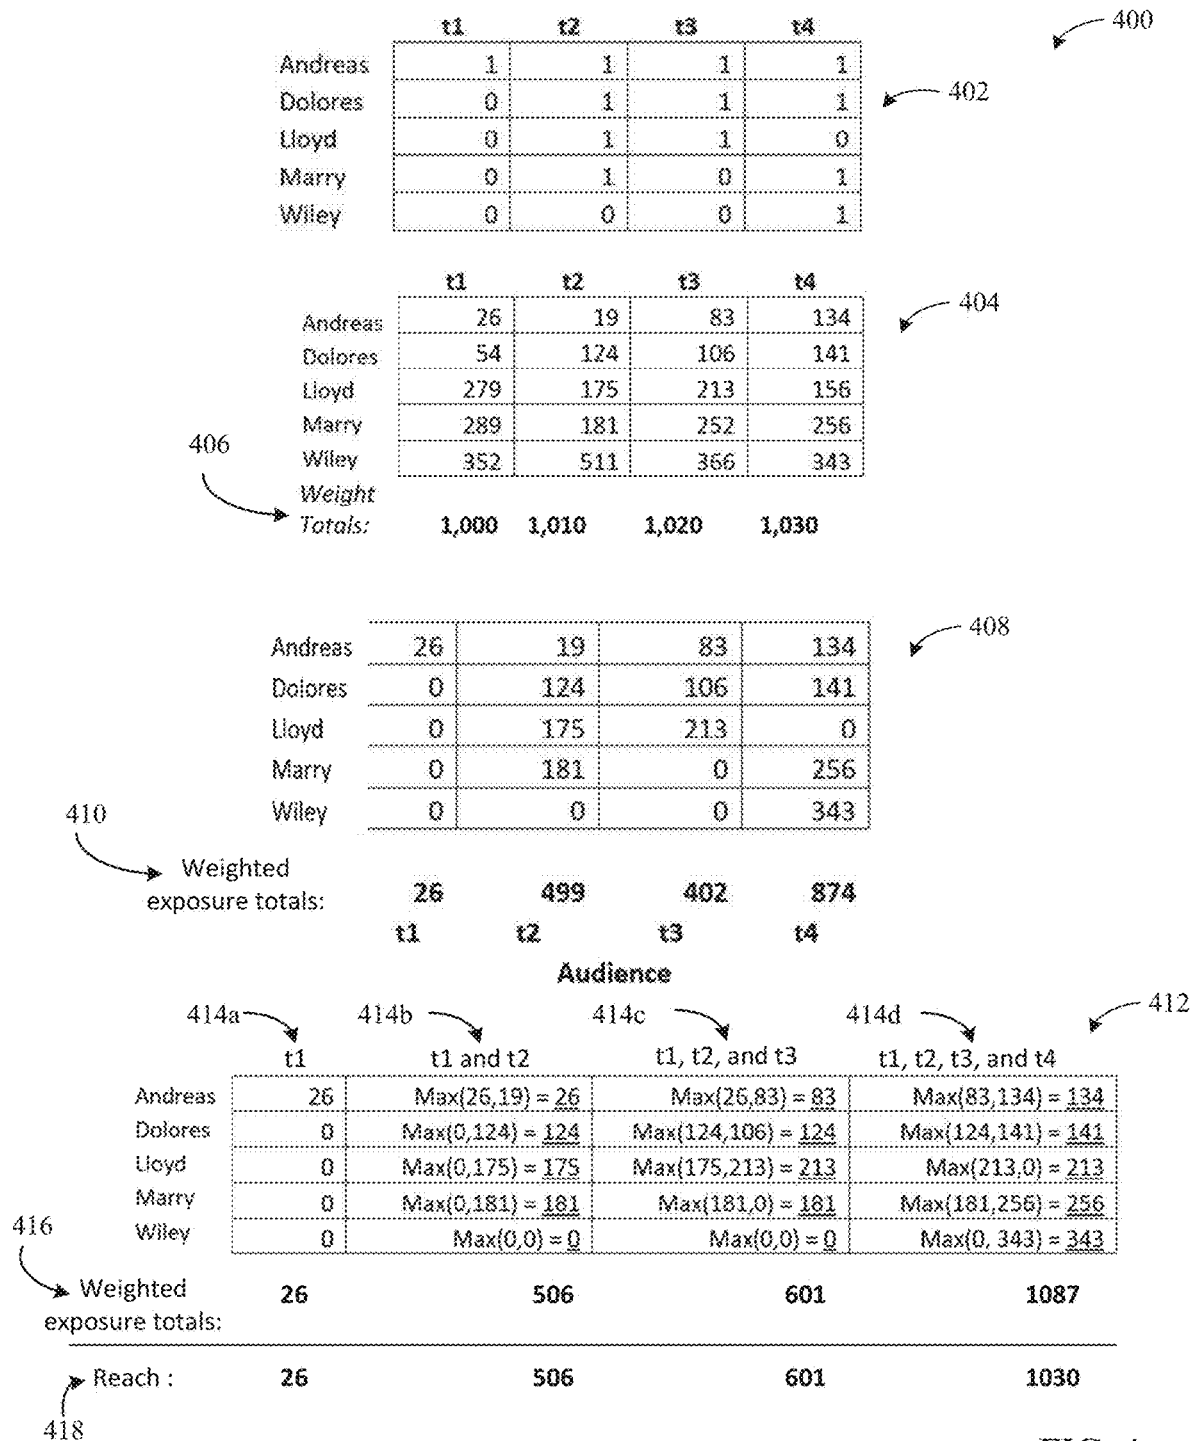 t1 t2 t3 t4
400
Andreas 1 1 1 1
Dolores 0 1 1 1
402
Lloyd 0 1 1 0
Marry 0 1 0 1
Wiley 0 0 0 1
t1 t2 t3 t4
404
Andreas 26 19 83 134
Dolores 54 124 106 141
Lloyd 279 175 213 156
Marry 289 181 252 256
406
Wiley 352 511 366 343
Weight
Totals: 1,000 1,010 1,020 1,030
408
Andreas 26 19 83 134
Dolores 0 124 106 141
Lloyd 0 175 213 0
Marry 0 181 0 256
Wiley 0 0 0 343
410
Weighted
exposure totals: 26 499 402 874
t1 t2 t3 t4
Audience
414a 414b 414c 414d 412
t1 t1 and t2 t1, t2, and t3 t1, t2, t3, and t4
Andreas 26 Max(26,19) = 26 Max(26,83) = 83 Max(83,134) = 134
Dolores 0 Max(0,124) = 124 Max(124,106) = 124 Max(124,141) = 141
Lloyd 0 Max(0,175) = 175 Max(175,213) = 213 Max(213,0) = 213
Marry 0 Max(0,181) = 181 Max(181,0) = 181 Max(181,256) = 256
Wiley 0 Max(0,0) = 0 Max(0,0) = 0 Max(0, 343) = 343
416
Weighted 26 506 601 1087
exposure totals:
Reach : 26 506 601 1030
418